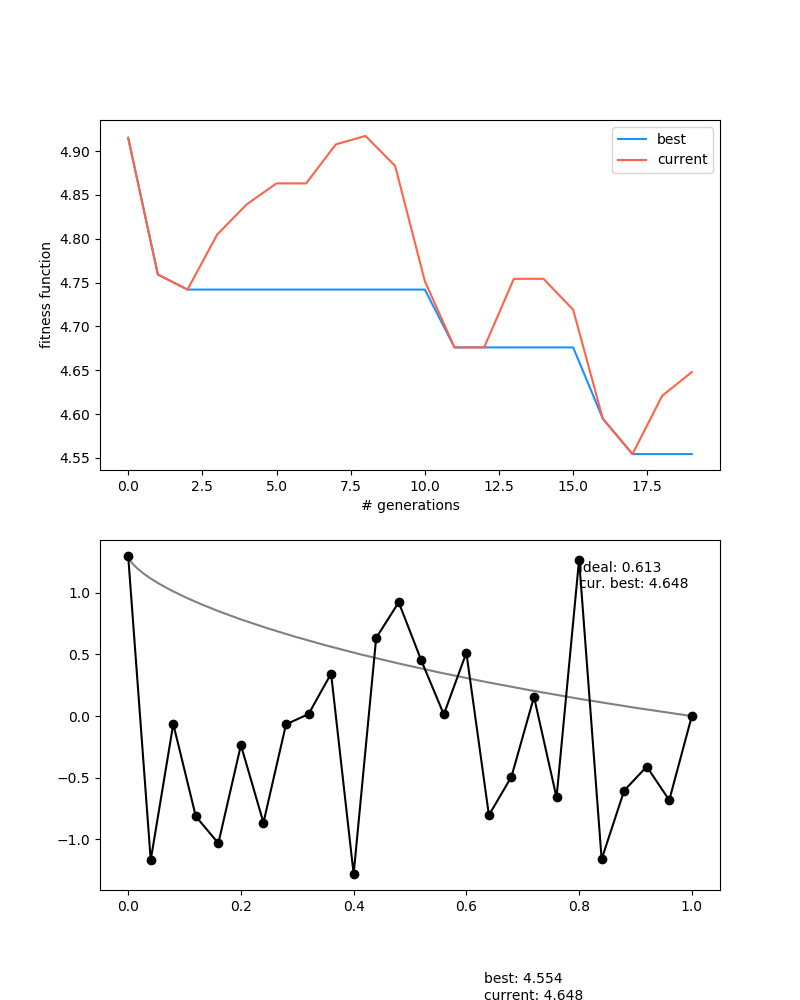 4.90
4.85
4.80
4.75
4.70
4.65
4.60
4.55
fitness function
best
current
0.0 2.5 5.0 7.5 10.0 12.5 15.0 17.5
# generations
1.0
0.5
0.0
−0.5
−1.0
ideal: 0.613
cur. best: 4.648
0.0 0.2 0.4 0.6 0.8 1.0
best: 4.554
current: 4.648